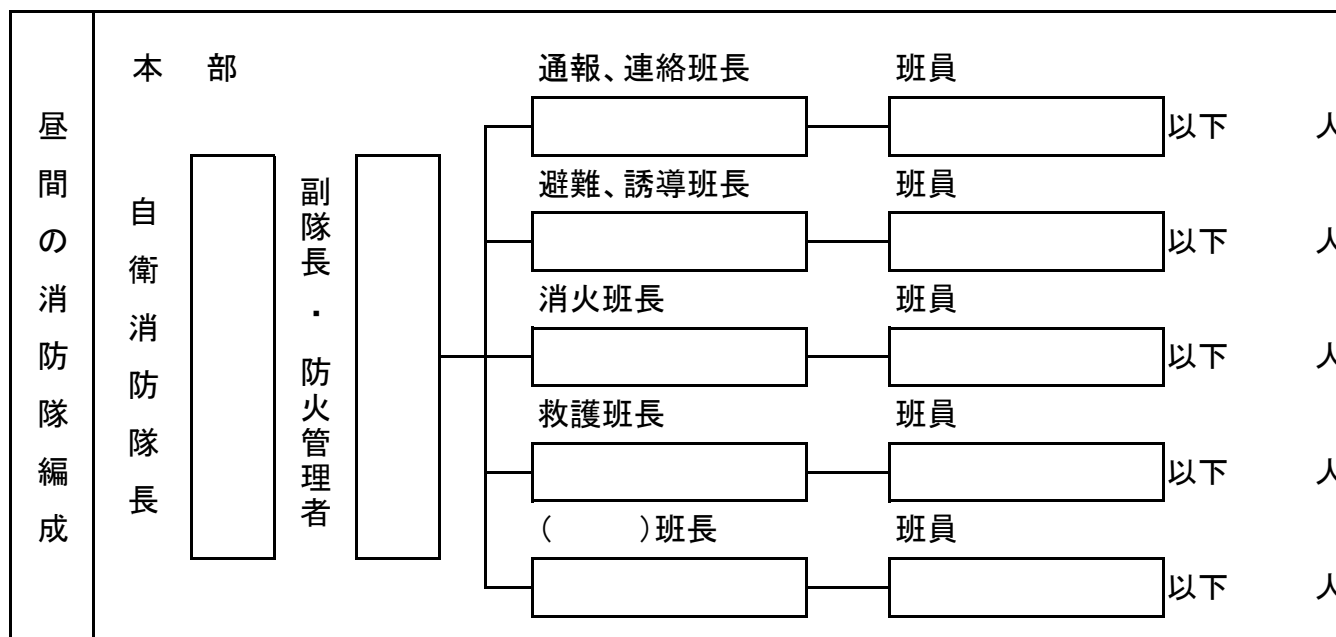 昼間の消防隊編成
本 部
自衛消防隊長
副隊長・防火管理者
通報、連絡班長 班員
以下 人
避難、誘導班長 班員
以下 人
消火班長 班員
以下 人
救護班長 班員
以下 人
( )班長 班員
以下 人